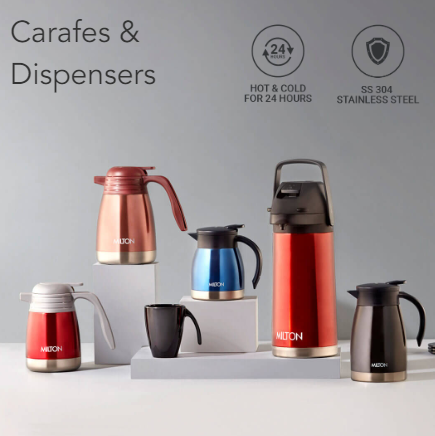 Carafes &
Dispensers
24
HOURS
HOT & COLD
FOR 24 HOURS
SS 304
STAINLESS STEEL
MILTON
MILTON
MILTON
MILTON
MILTON